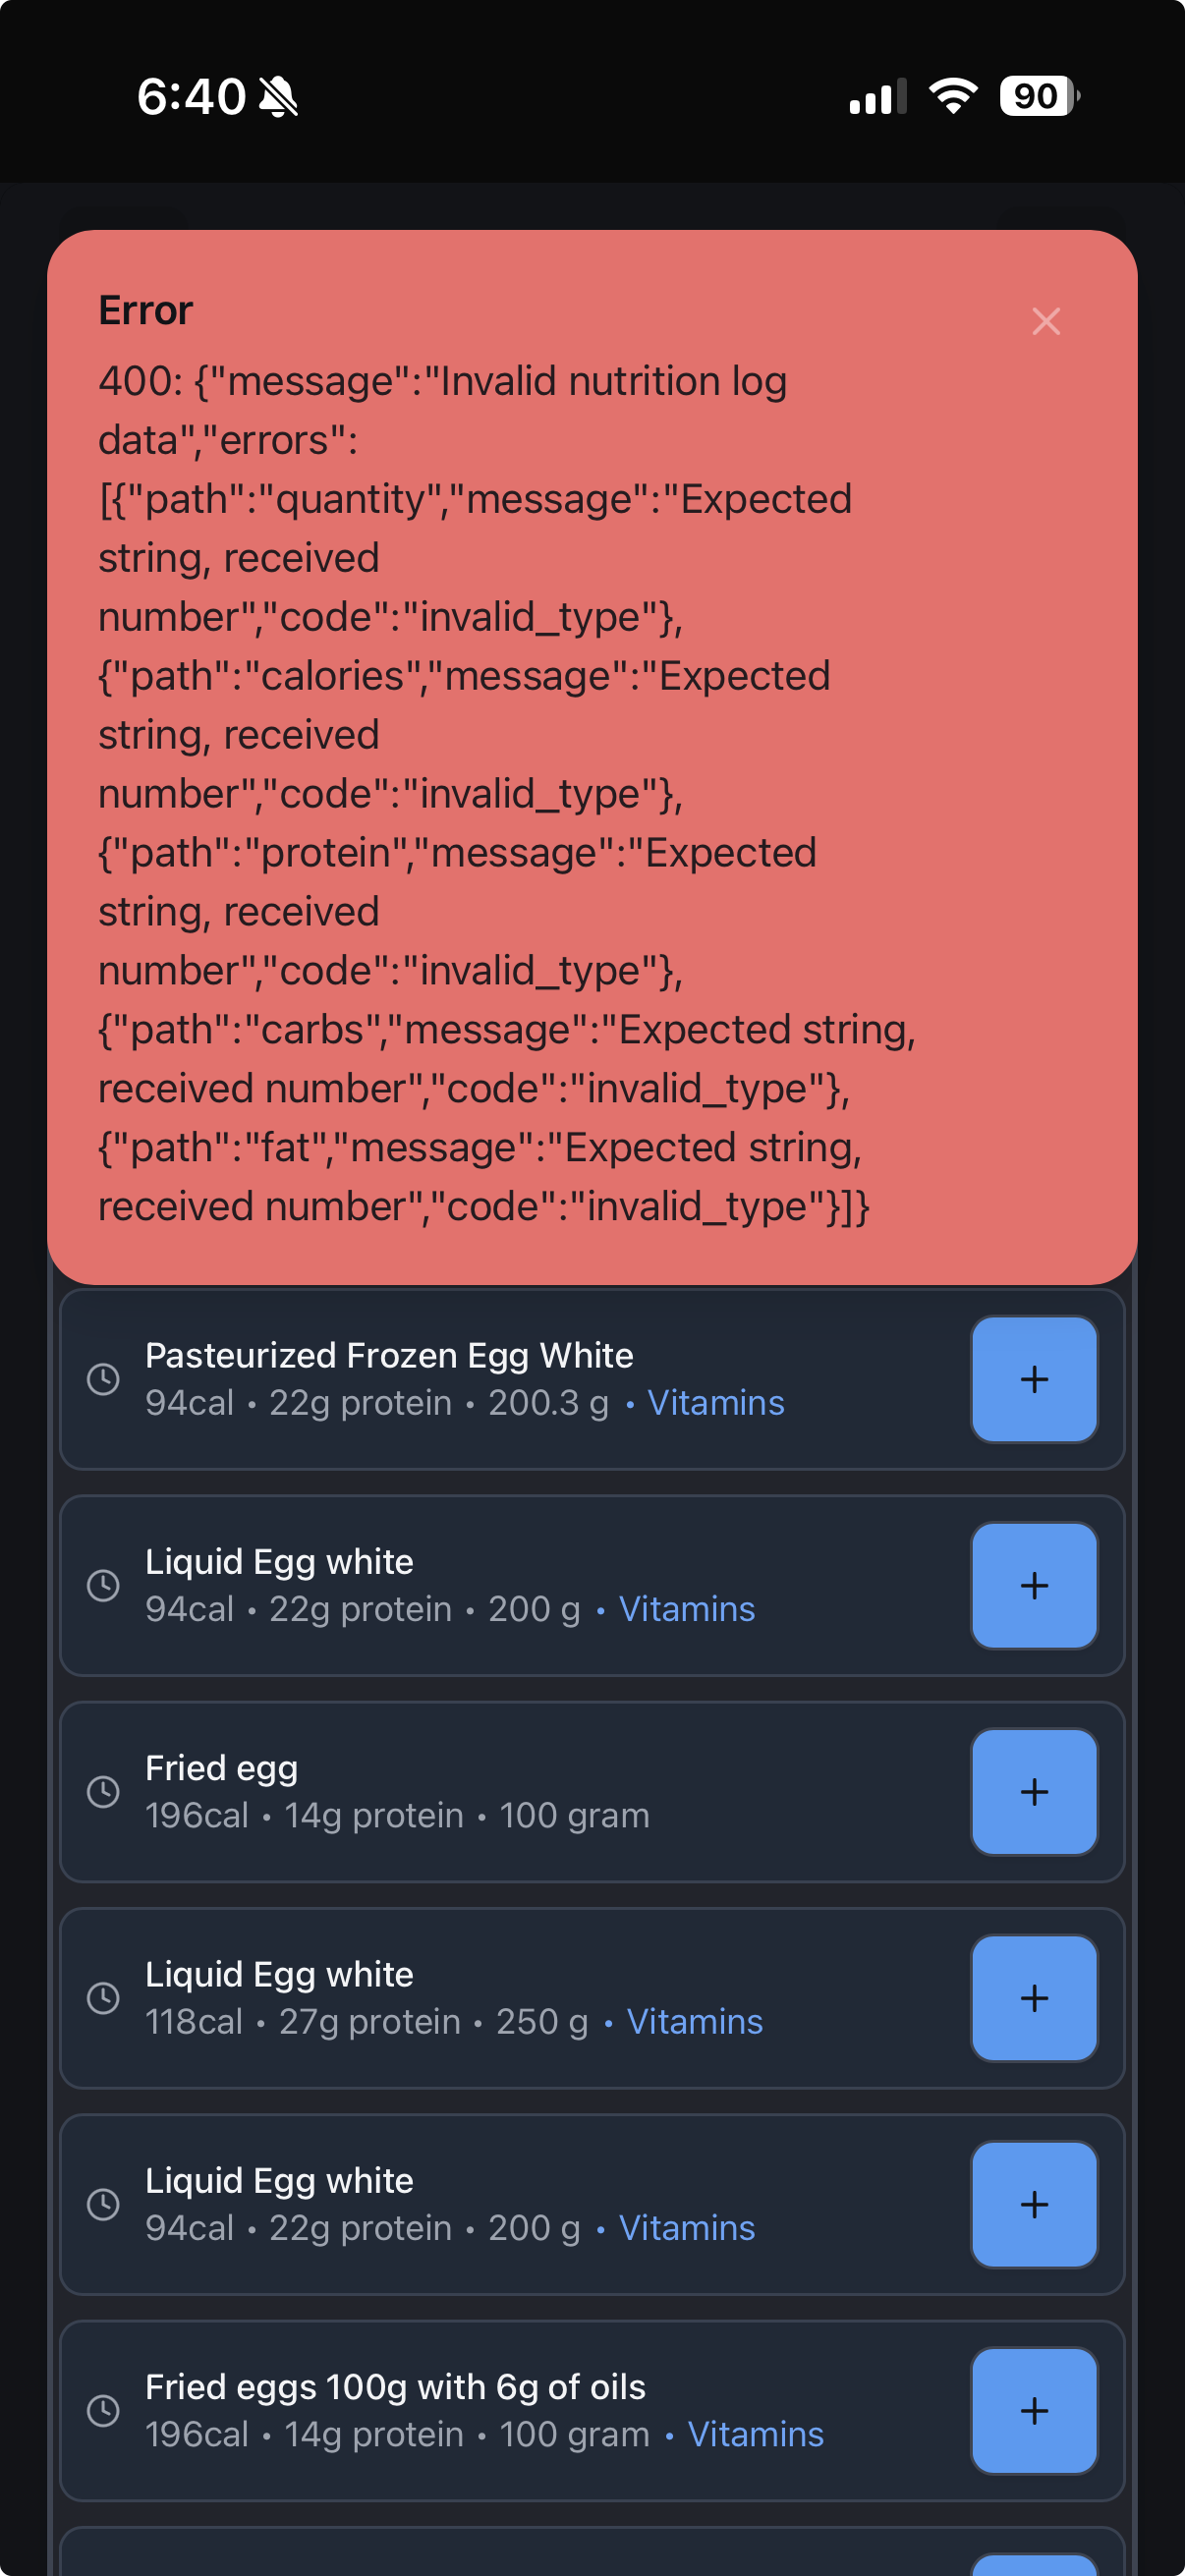 6:40
90
Error
400: {"message":"Invalid nutrition log
data","errors":
[{"path":"quantity","message":"Expected
string, received
number","code":"invalid_type"},
{"path":"calories","message":"Expected
string, received
number","code":"invalid_type"},
{"path":"protein","message":"Expected
string, received
number","code":"invalid_type"},
{"path":"carbs","message":"Expected string,
received number","code":"invalid_type"},
{"path":"fat","message":"Expected string,
received number","code":"invalid_type"}]}
Pasteurized Frozen Egg White
94cal • 22g protein • 200.3 g • Vitamins
Liquid Egg white
94cal • 22g protein • 200 g • Vitamins
Fried egg
196cal • 14g protein • 100 gram
Liquid Egg white
118cal • 27g protein • 250 g • Vitamins
Liquid Egg white
94cal • 22g protein • 200 g • Vitamins
Fried eggs 100g with 6g of oils
196cal • 14g protein • 100 gram • Vitamins